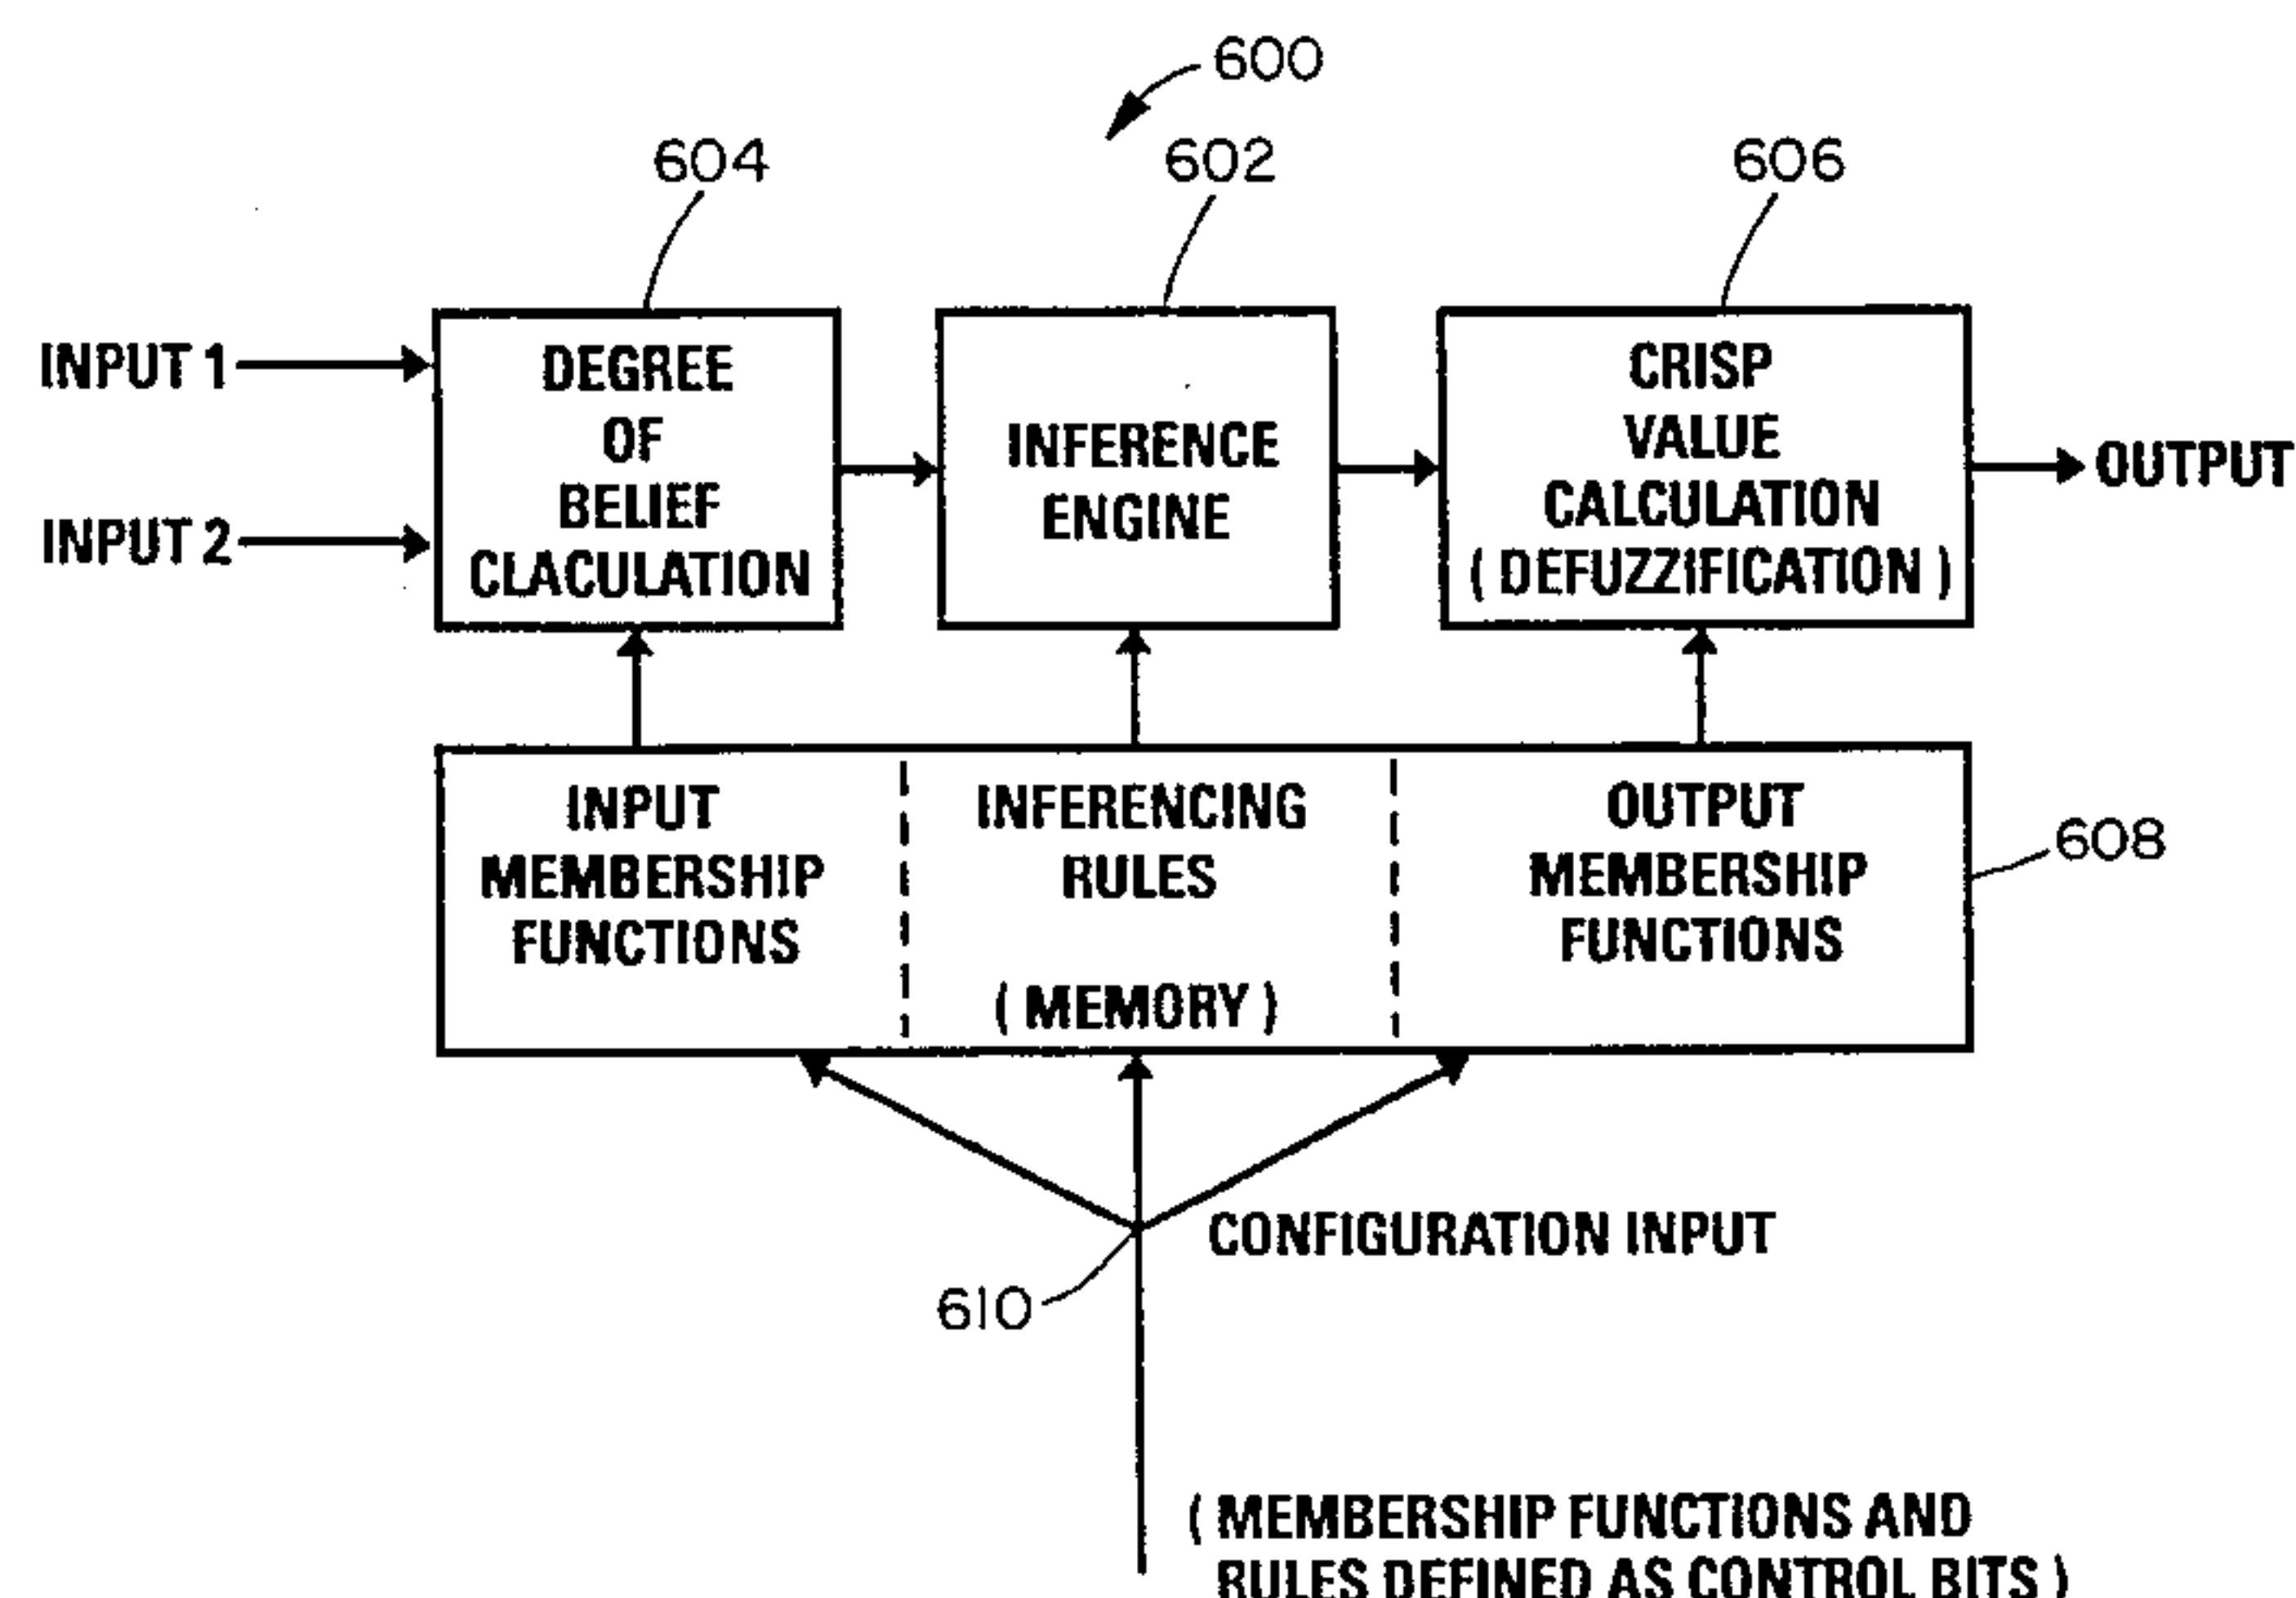 600
604
602
606
INPUT 1
INPUT 2
DEGREE
OF
BELIEF
CLACULATION
INFERENCE
ENGINE
CRISP
VALUE
CALCULATION
( DEFUZZIFICATION )
OUTPUT
INPUT
MEMBERSHIP
FUNCTIONS
INFERENCING
RULES
( MEMORY )
OUTPUT
MEMBERSHIP
FUNCTIONS
608
CONFIGURATION INPUT
610
( MEMBERSHIP FUNCTIONS AND
RULES DEFINED AS CONTROL BITS )